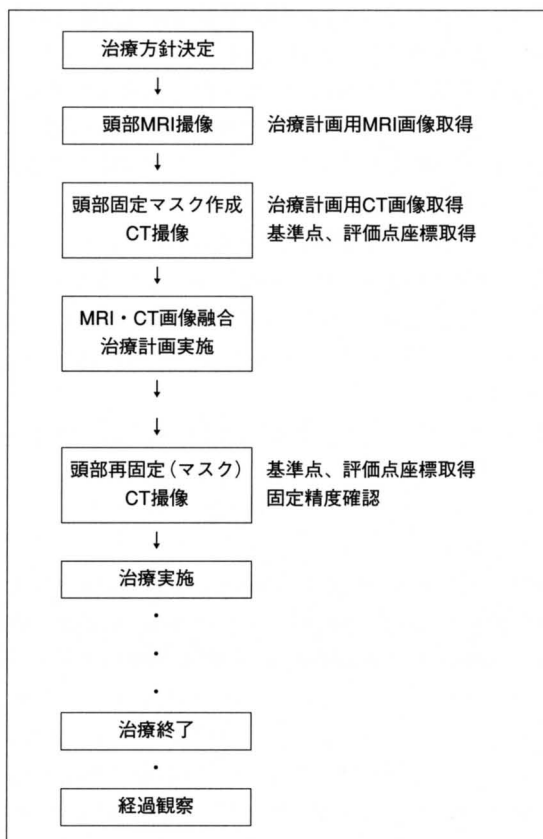 治療方針決定
↓
頭部MRI撮像 治療計画用MRI画像取得
↓
頭部固定マスク作成 治療計画用CT画像取得
CT撮像 基準点、評価点座標取得
↓
MRI・CT画像融合
治療計画実施
↓
↓
頭部再固定(マスク) 基準点、評価点座標取得
CT撮像 固定精度確認
↓
治療実施
・
・
・
治療終了
・
経過観察